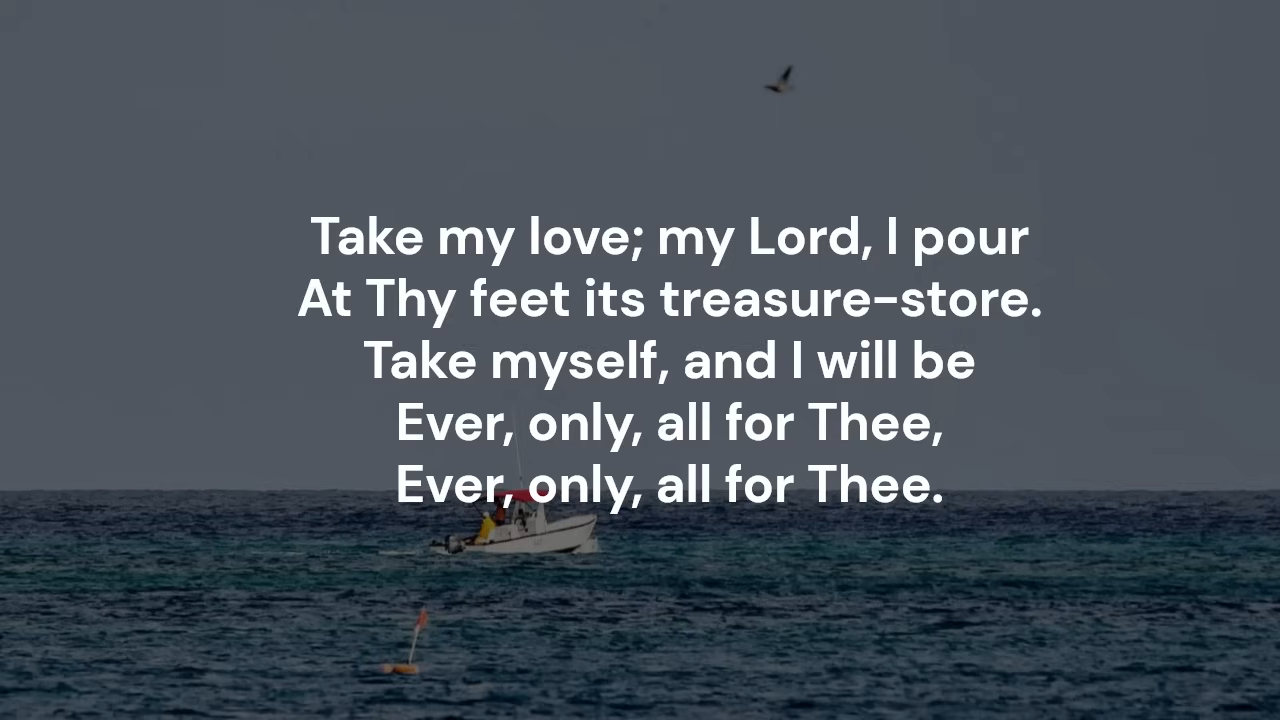 Take my love; my Lord, I pour
At Thy feet its treasure-store.
Take myself, and I will be
Ever, only, all for Thee,
Ever, only, all for Thee.